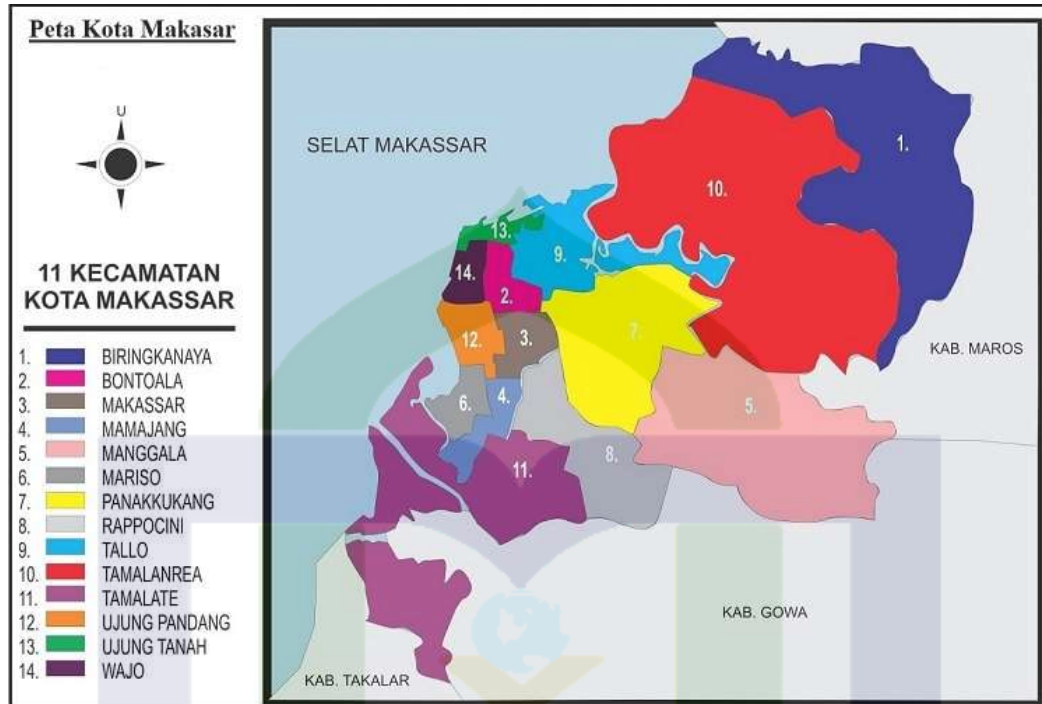 Peta Kota Makasar
U
11 KECAMATAN
KOTA MAKASSAR
1. BIRINGKANAYA
2. BONTOALA
3. MAKASSAR
4. MAMAJANG
5. MANGGALA
6. MARISO
7. PANAKKUKANG
8. RAPPOCINI
9. TALLO
10. TAMALANREA
11. TAMALATE
12. UJUNG PANDANG
13. UJUNG TANAH
14. WAJO
SELAT MAKASSAR
1.
10.
13.
9.
14.
2.
7.
12.
3.
KAB. MAROS
6.
4.
5.
11.
8.
KAB. GOWA
KAB. TAKALAR